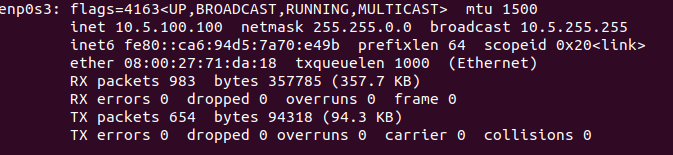 enp0s3: flags=4163<UP,BROADCAST,RUNNING,MULTICAST>  mtu 1500
        inet 10.5.100.100  netmask 255.255.0.0  broadcast 10.5.255.255
        inet6 fe80::ca6:94d5:7a70:e49b  prefixlen 64  scopeid 0x20<link>
        ether 08:00:27:71:da:18  txqueuelen 1000  (Ethernet)
        RX packets 983  bytes 357785 (357.7 KB)
        RX errors 0  dropped 0  overruns 0  frame 0
        TX packets 654  bytes 94318 (94.3 KB)
        TX errors 0  dropped 0 overruns 0  carrier 0  collisions 0